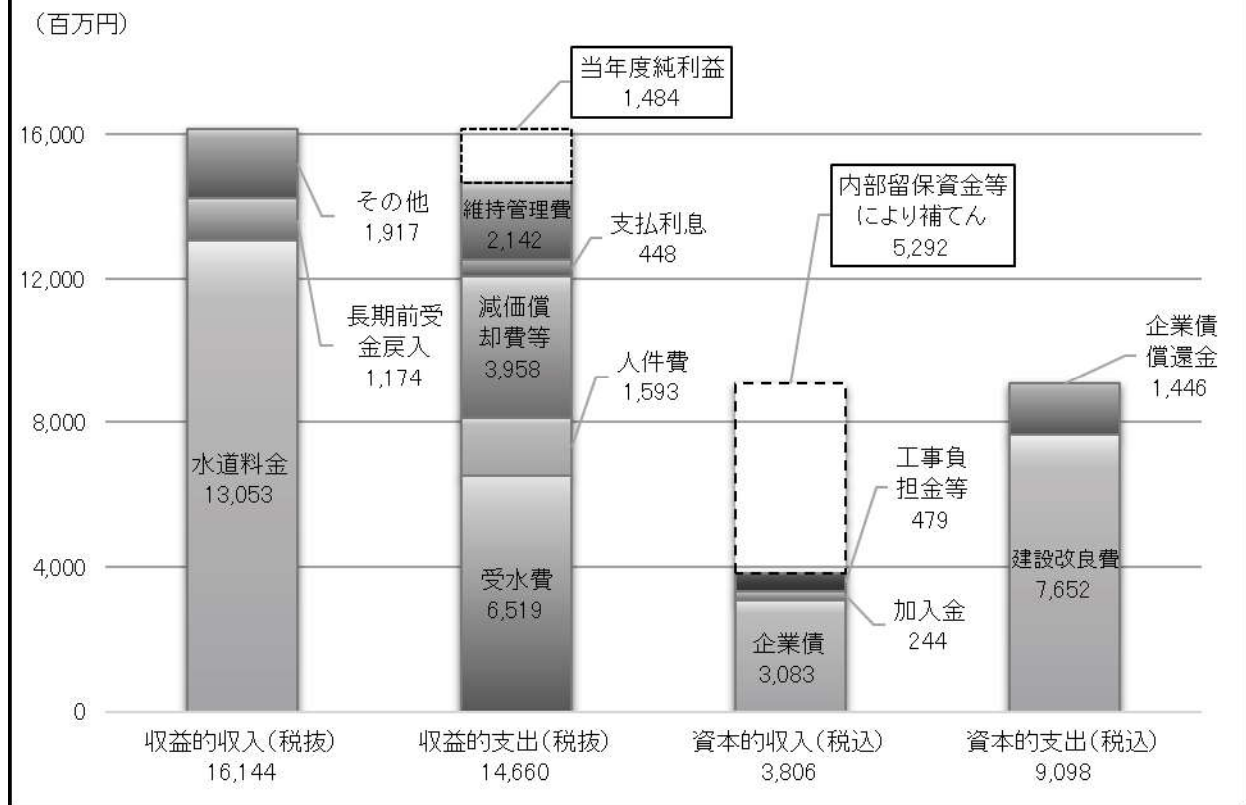 (百万円)
当年度純利益
1,484
16,000
内部留保資金等
により補てん
5,292
その他
1,917
維持管理費
2,142
支払利息
448
12,000
長期前受
金戻入
1,174
減価償
却費等
3,958
人件費
1,593
企業債
償還金
1,446
8,000
水道料金
13,053
工事負
担金等
479
4,000
受水費
6,519
建設改良費
7,652
加入金
244
企業債
3,083
0
収益的収入(税抜)
16,144
収益的支出(税抜)
14,660
資本的収入(税込)
3,806
資本的支出(税込)
9,098